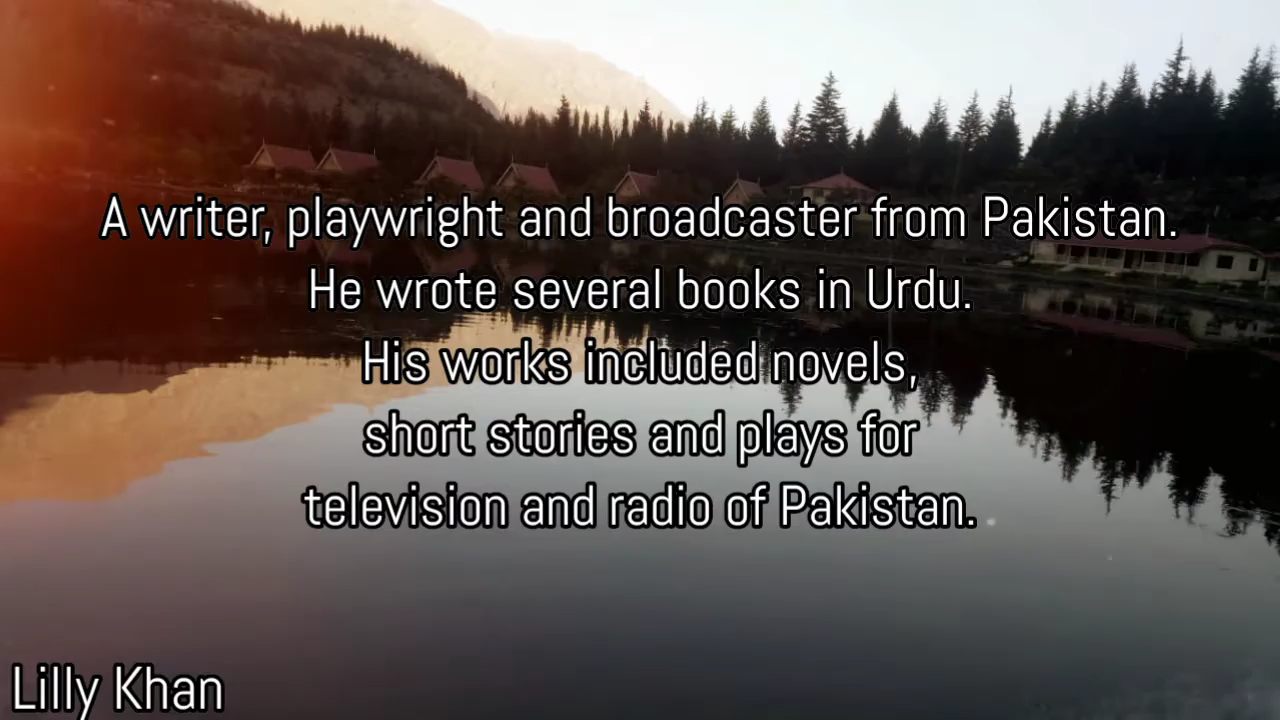 A writer, playwright and broadcaster from Pakistan.
He wrote several books in Urdu.
His works included novels,
short stories and plays for
television and radio of Pakistan.
Lilly Khan